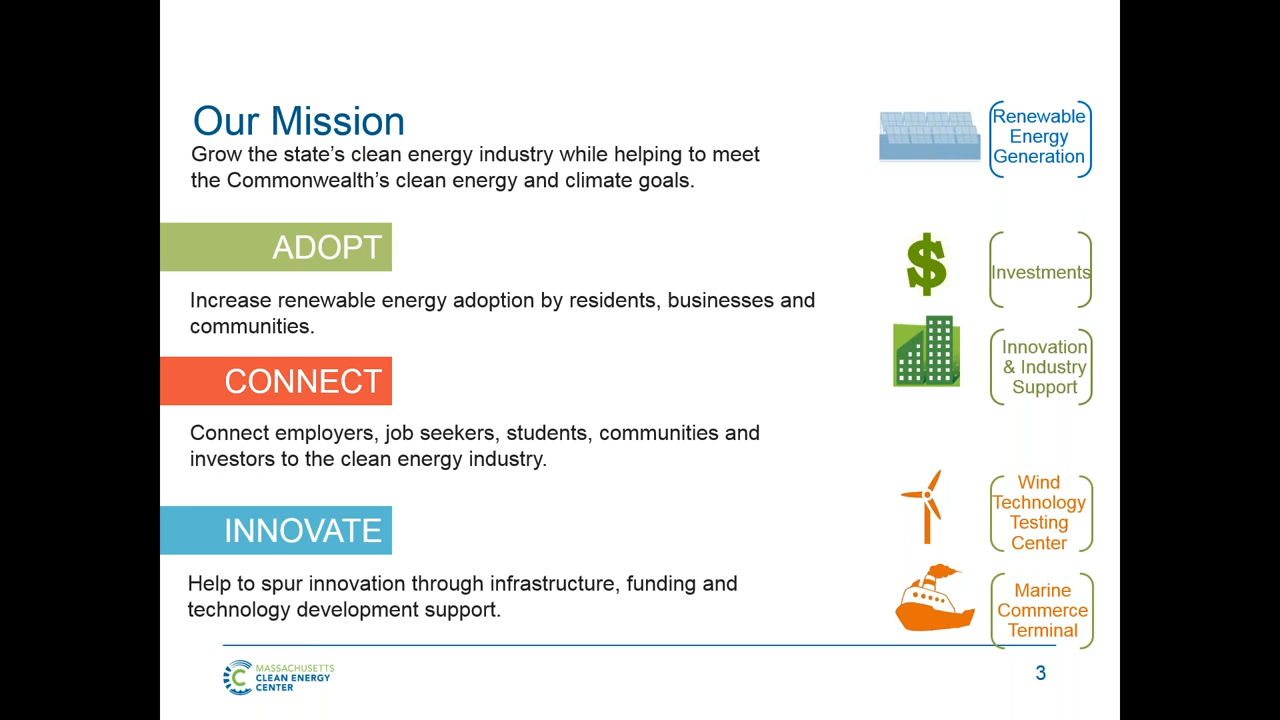 Our Mission
Grow the state’s clean energy industry while helping to meet
the Commonwealth’s clean energy and climate goals.
ADOPT
Increase renewable energy adoption by residents, businesses and
communities.
CONNECT
Connect employers, job seekers, students, communities and
investors to the clean energy industry.
INNOVATE
Help to spur innovation through infrastructure, funding and
technology development support.
Renewable
Energy
Generation
$
Investments
Innovation
& Industry
Support
Wind
Technology
Testing
Center
Marine
Commerce
Terminal
MASSACHUSETTS
CLEAN ENERGY
CENTER
3